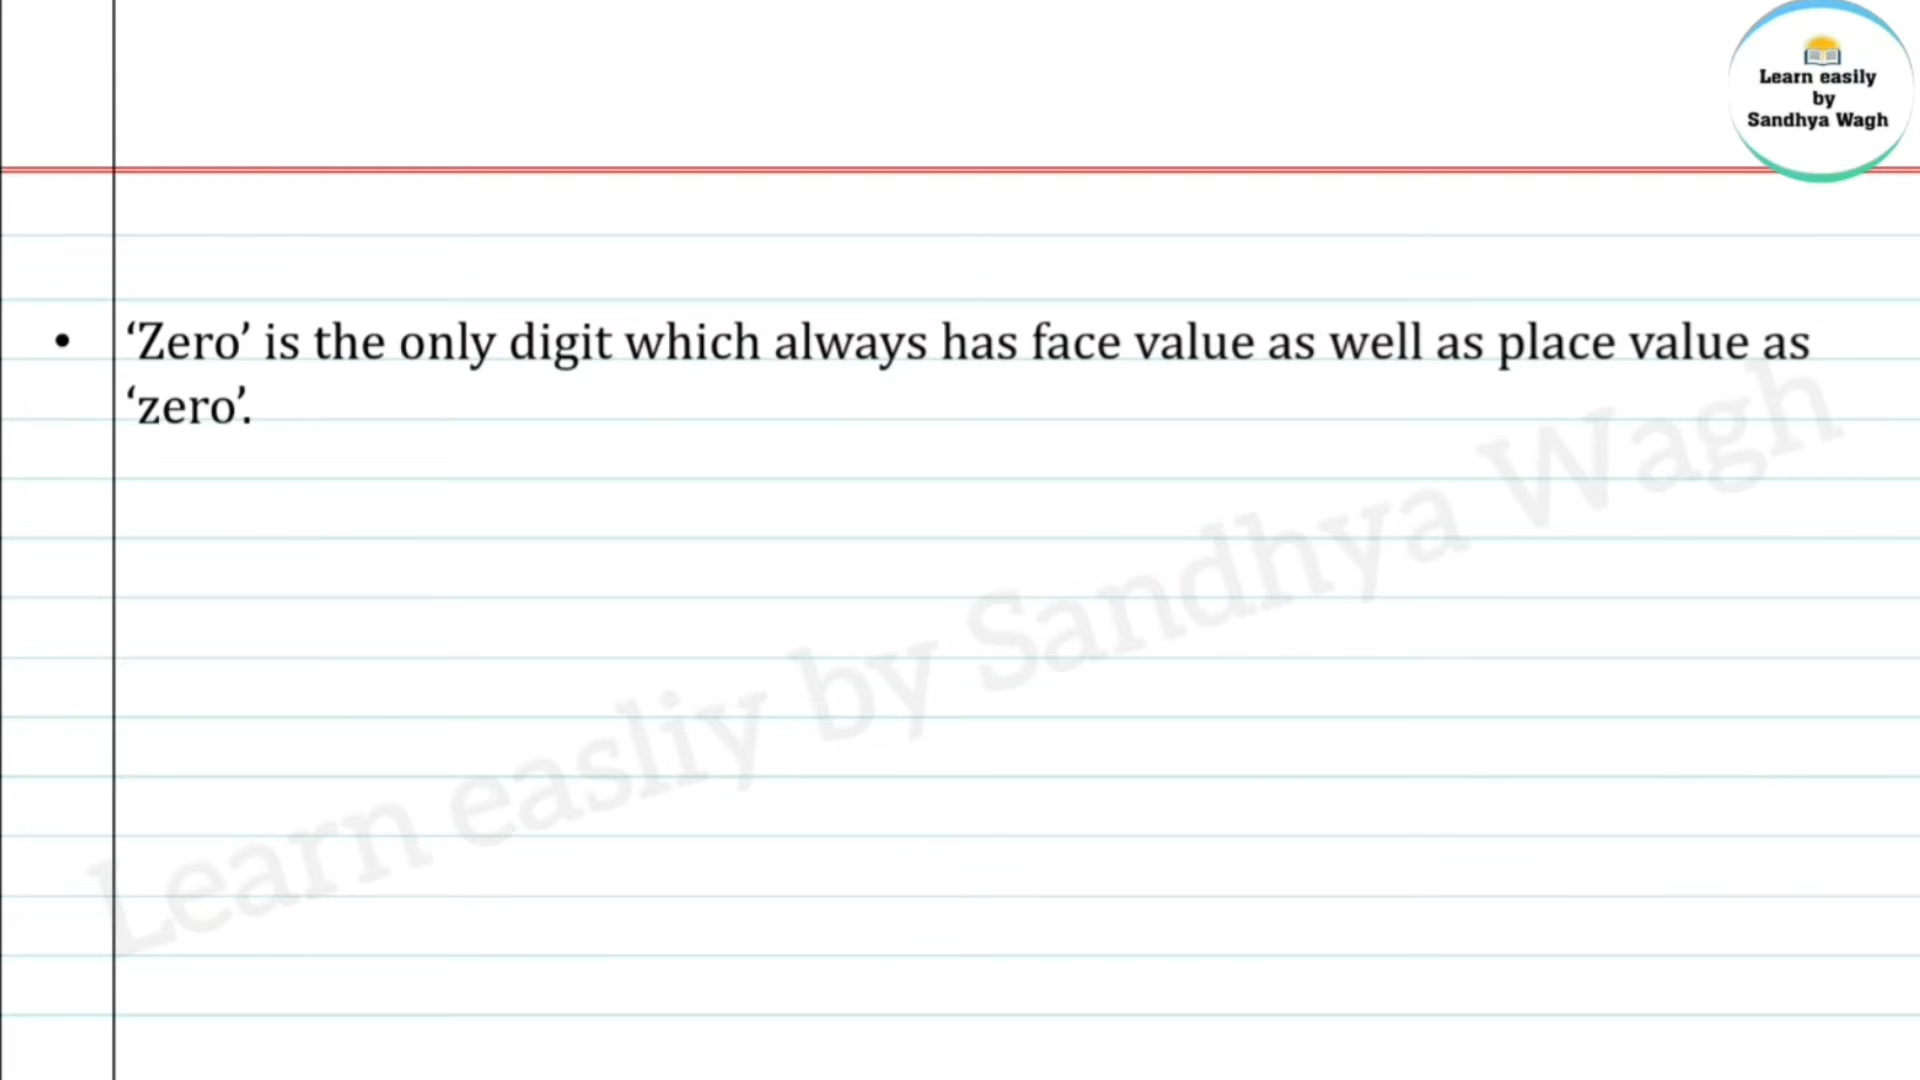 Learn easily
by
Sandhya Wagh
• ‘Zero’ is the only digit which always has face value as well as place value as
‘zero’.
Learn easliy by Sandhya Wagh